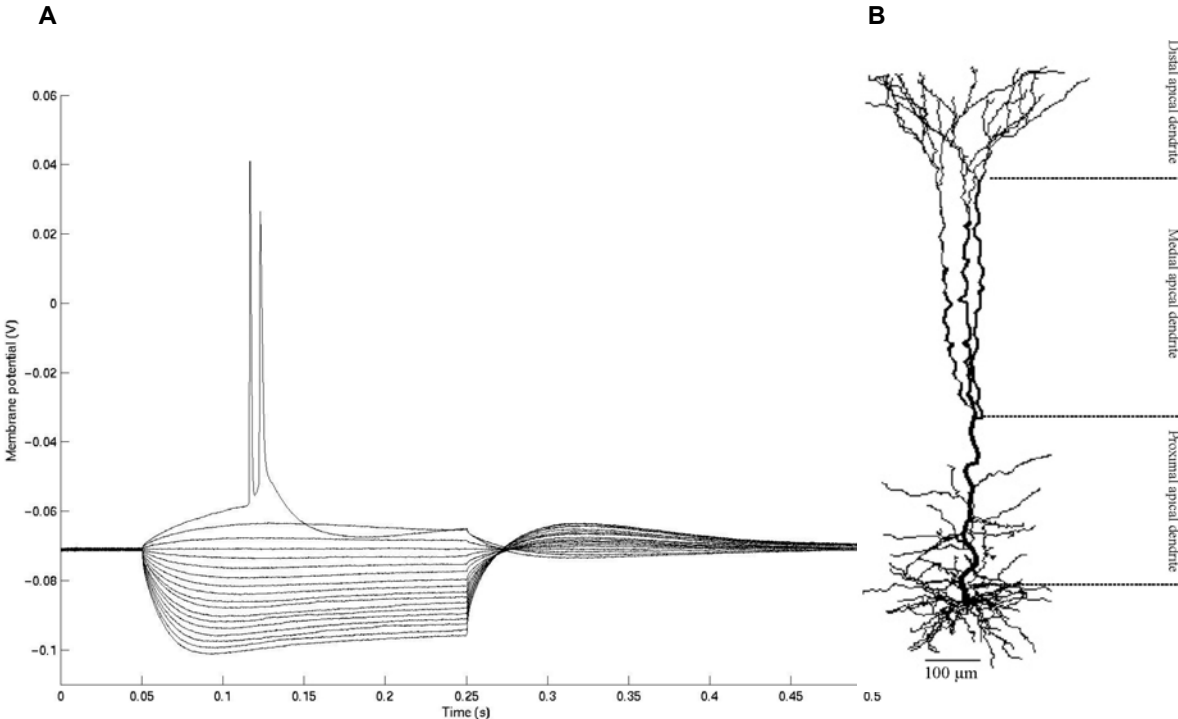 A
B
0.06
0.04
0.02
0
−0.02
−0.04
−0.06
−0.08
−0.1
Membrane potential (V)
0
0.05
0.1
0.15
0.2
0.25
0.3
0.35
0.4
0.45
0.5
Time (s)
Distal apical dendrite
Medial apical dendrite
Proximal apical dendrite
100 µm